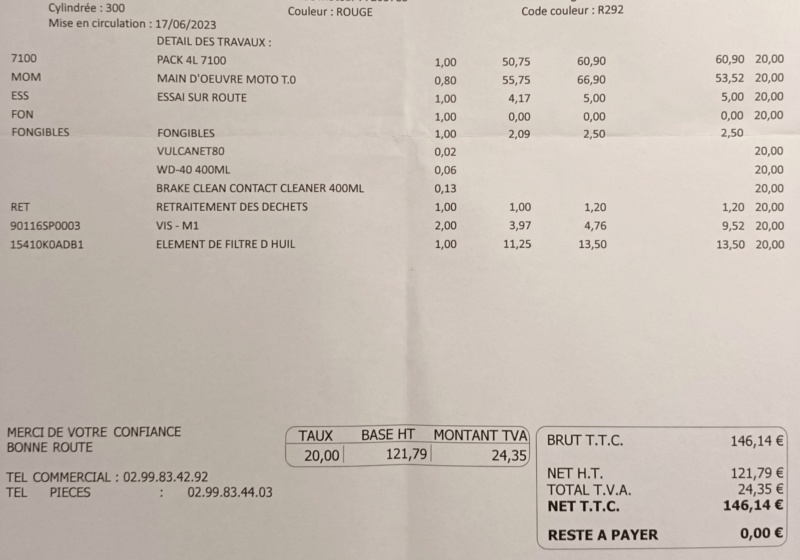 Cylindrée : 300
Couleur : ROUGE
Code couleur : R292
Mise en circulation : 17/06/2023
DETAIL DES TRAVAUX :
7100 PACK 4L 7100 1,00 50,75 60,90 60,90 20,00
MOM MAIN D'OEUVRE MOTO T.0 0,80 55,75 66,90 53,52 20,00
ESS ESSAI SUR ROUTE 1,00 4,17 5,00 5,00 20,00
FON 1,00 0,00 0,00 0,00 20,00
FONGIBLES FONGIBLES 1,00 2,09 2,50 2,50
VULCANET80 0,02 20,00
WD-40 400ML 0,06 20,00
BRAKE CLEAN CONTACT CLEANER 400ML 0,13 20,00
RET RETRAITEMENT DES DECHETS 1,00 1,00 1,20 1,20 20,00
90116SP0003 VIS - M1 2,00 3,97 4,76 9,52 20,00
15410K0ADB1 ELEMENT DE FILTRE D HUIL 1,00 11,25 13,50 13,50 20,00
MERCI DE VOTRE CONFIANCE
BONNE ROUTE
TEL COMMERCIAL : 02.99.83.42.92
TEL PIECES : 02.99.83.44.03
TAUX BASE HT MONTANT TVA
20,00 121,79 24,35
BRUT T.T.C. 146,14 €
NET H.T. 121,79 €
TOTAL T.V.A. 24,35 €
NET T.T.C. 146,14 €
RESTE A PAYER 0,00 €